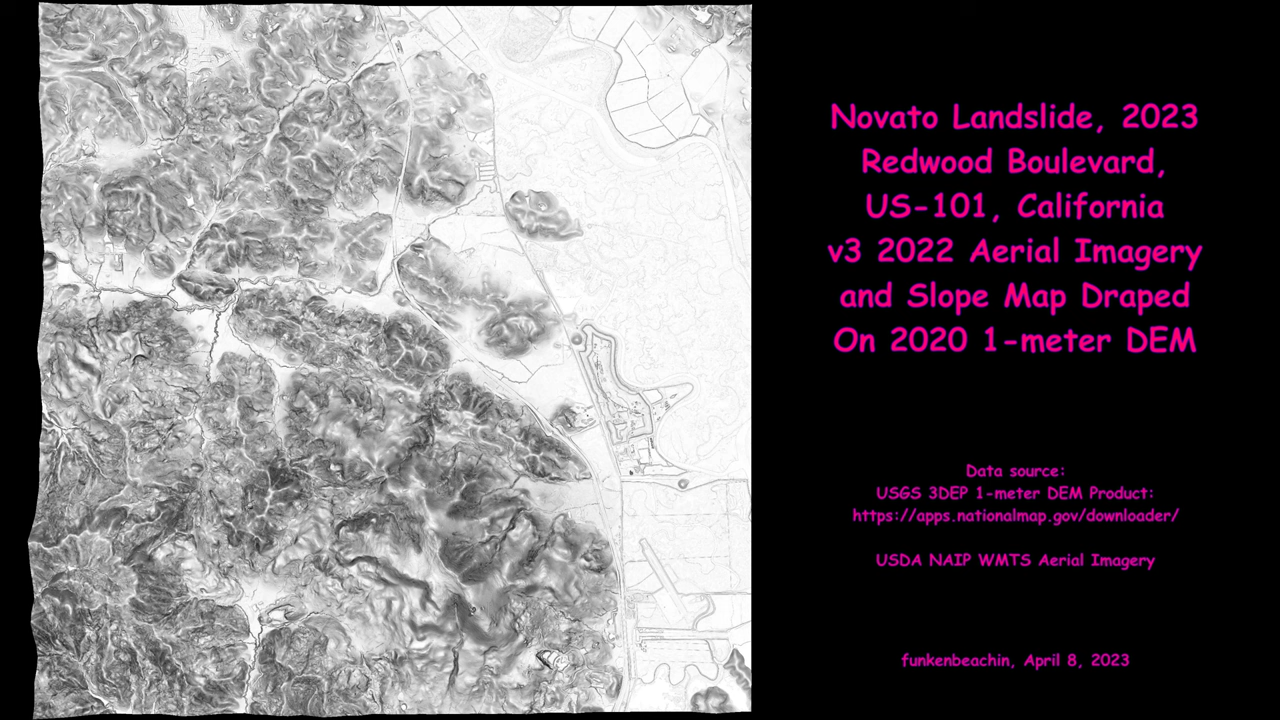 Novato Landslide, 2023
Redwood Boulevard,
US-101, California
v3 2022 Aerial Imagery
and Slope Map Draped
On 2020 1-meter DEM
Data source:
USGS 3DEP 1-meter DEM Product:
https://apps.nationalmap.gov/downloader/
USDA NAIP WMTS Aerial Imagery
funkenbeachin, April 8, 2023